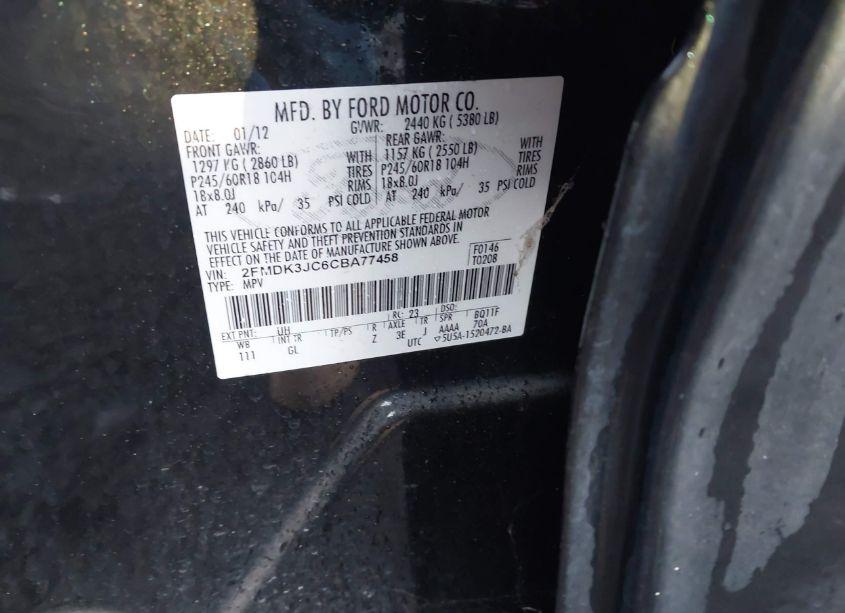 MFD. BY FORD MOTOR CO.
DATE: 01/12 GVWR: 2440 KG ( 5380 LB)
FRONT GAWR: REAR GAWR:
1297 KG ( 2860 LB) WITH 1157 KG ( 2550 LB) WITH
P245/60R18 104H TIRES P245/60R18 104H TIRES
18x8.0J RIMS 18x8.0J RIMS
AT 240 kPa/ 35 PSI COLD AT 240 kPa/ 35 PSI COLD
THIS VEHICLE CONFORMS TO ALL APPLICABLE FEDERAL MOTOR
VEHICLE SAFETY AND THEFT PREVENTION STANDARDS IN
EFFECT ON THE DATE OF MANUFACTURE SHOWN ABOVE.
VIN: 2FMDK3JC6CBA77458 F0146
TYPE: MPV T0208
EXT PNT: UH RC: 23 DSO:
WB INT TR TP/PS R AXLE TR SPR BQ11F
111 GL Z 3E J AAAA 70A
UTC ▽5U5A-1520472-BA